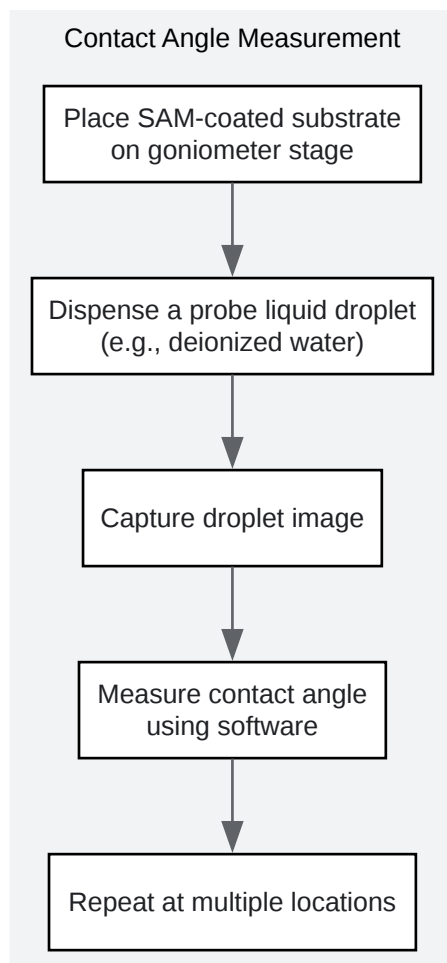 Contact Angle Measurement
Place SAM-coated substrate
on goniometer stage
Dispense a probe liquid droplet
(e.g., deionized water)
Capture droplet image
Measure contact angle
using software
Repeat at multiple locations